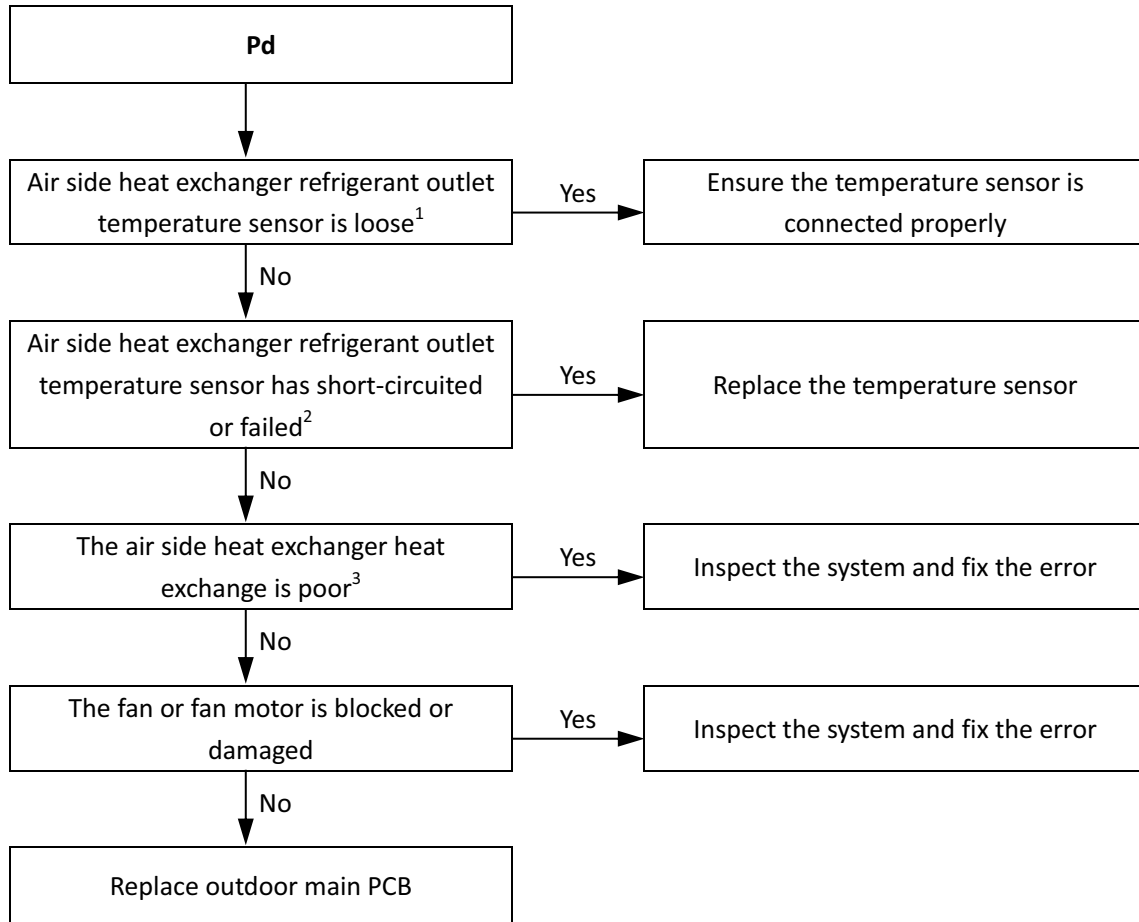 Pd
Air side heat exchanger refrigerant outlet
temperature sensor is loose¹
Yes
Ensure the temperature sensor is
connected properly
No
Air side heat exchanger refrigerant outlet
temperature sensor has short-circuited
or failed²
Yes
Replace the temperature sensor
No
The air side heat exchanger heat
exchange is poor³
Yes
Inspect the system and fix the error
No
The fan or fan motor is blocked or
damaged
Yes
Inspect the system and fix the error
No
Replace outdoor main PCB